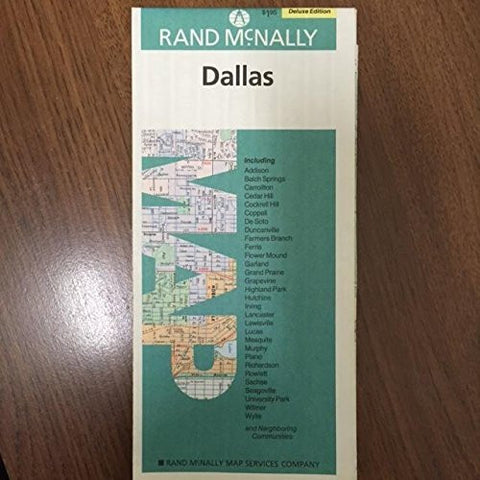 $1.95 Deluxe Edition
RAND McNALLY
Dallas
MAP
Including
Addison
Balch Springs
Carrollton
Cedar Hill
Cockrell Hill
Coppell
De Soto
Duncanville
Farmers Branch
Ferris
Flower Mound
Garland
Grand Prairie
Grapevine
Highland Park
Hutchins
Irving
Lancaster
Lewisville
Lucas
Mesquite
Murphy
Plano
Richardson
Rowlett
Sachse
Seagoville
University Park
Wilmer
Wylie
and Neighboring
Communities
RAND McNALLY MAP SERVICES COMPANY